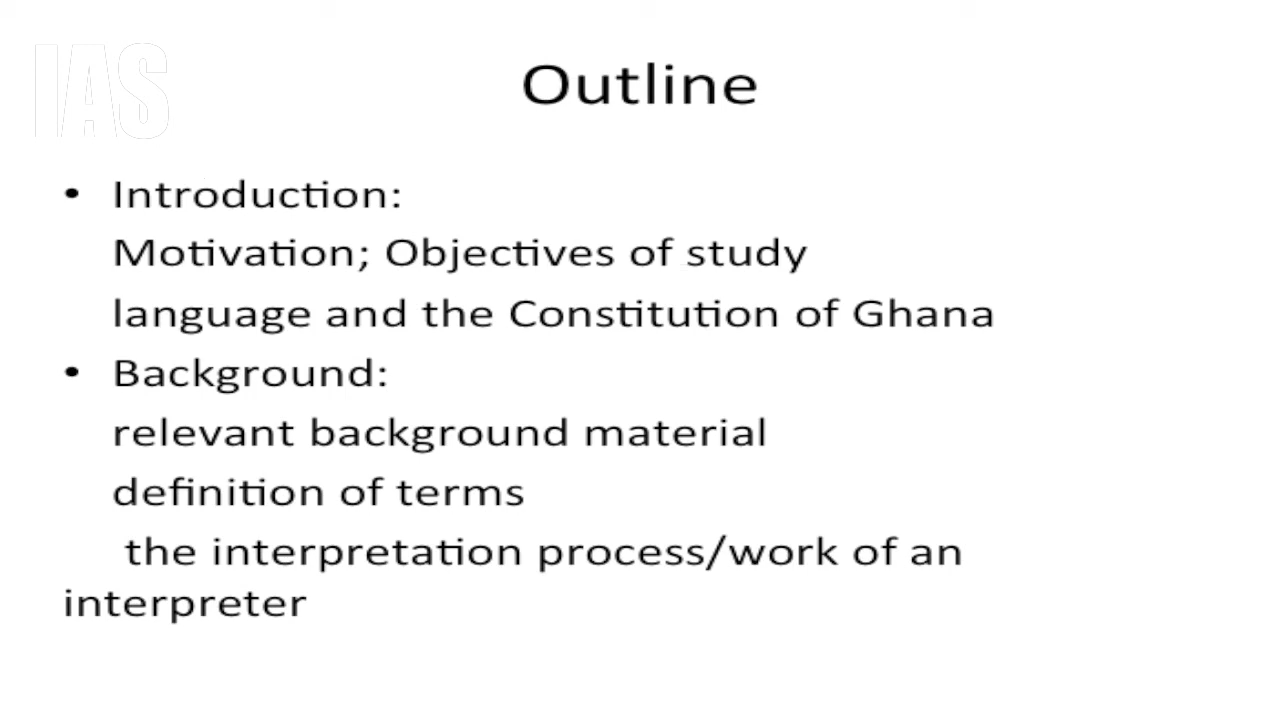 IAS
Outline
• Introduction:
Motivation; Objectives of study
language and the Constitution of Ghana
• Background:
relevant background material
definition of terms
the interpretation process/work of an
interpreter